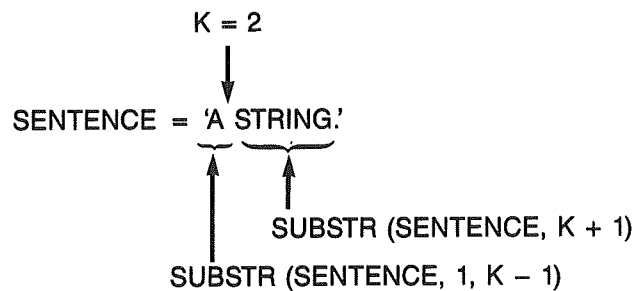 K = 2
SENTENCE = 'A STRING.'
SUBSTR (SENTENCE, K + 1)
SUBSTR (SENTENCE, 1, K − 1)